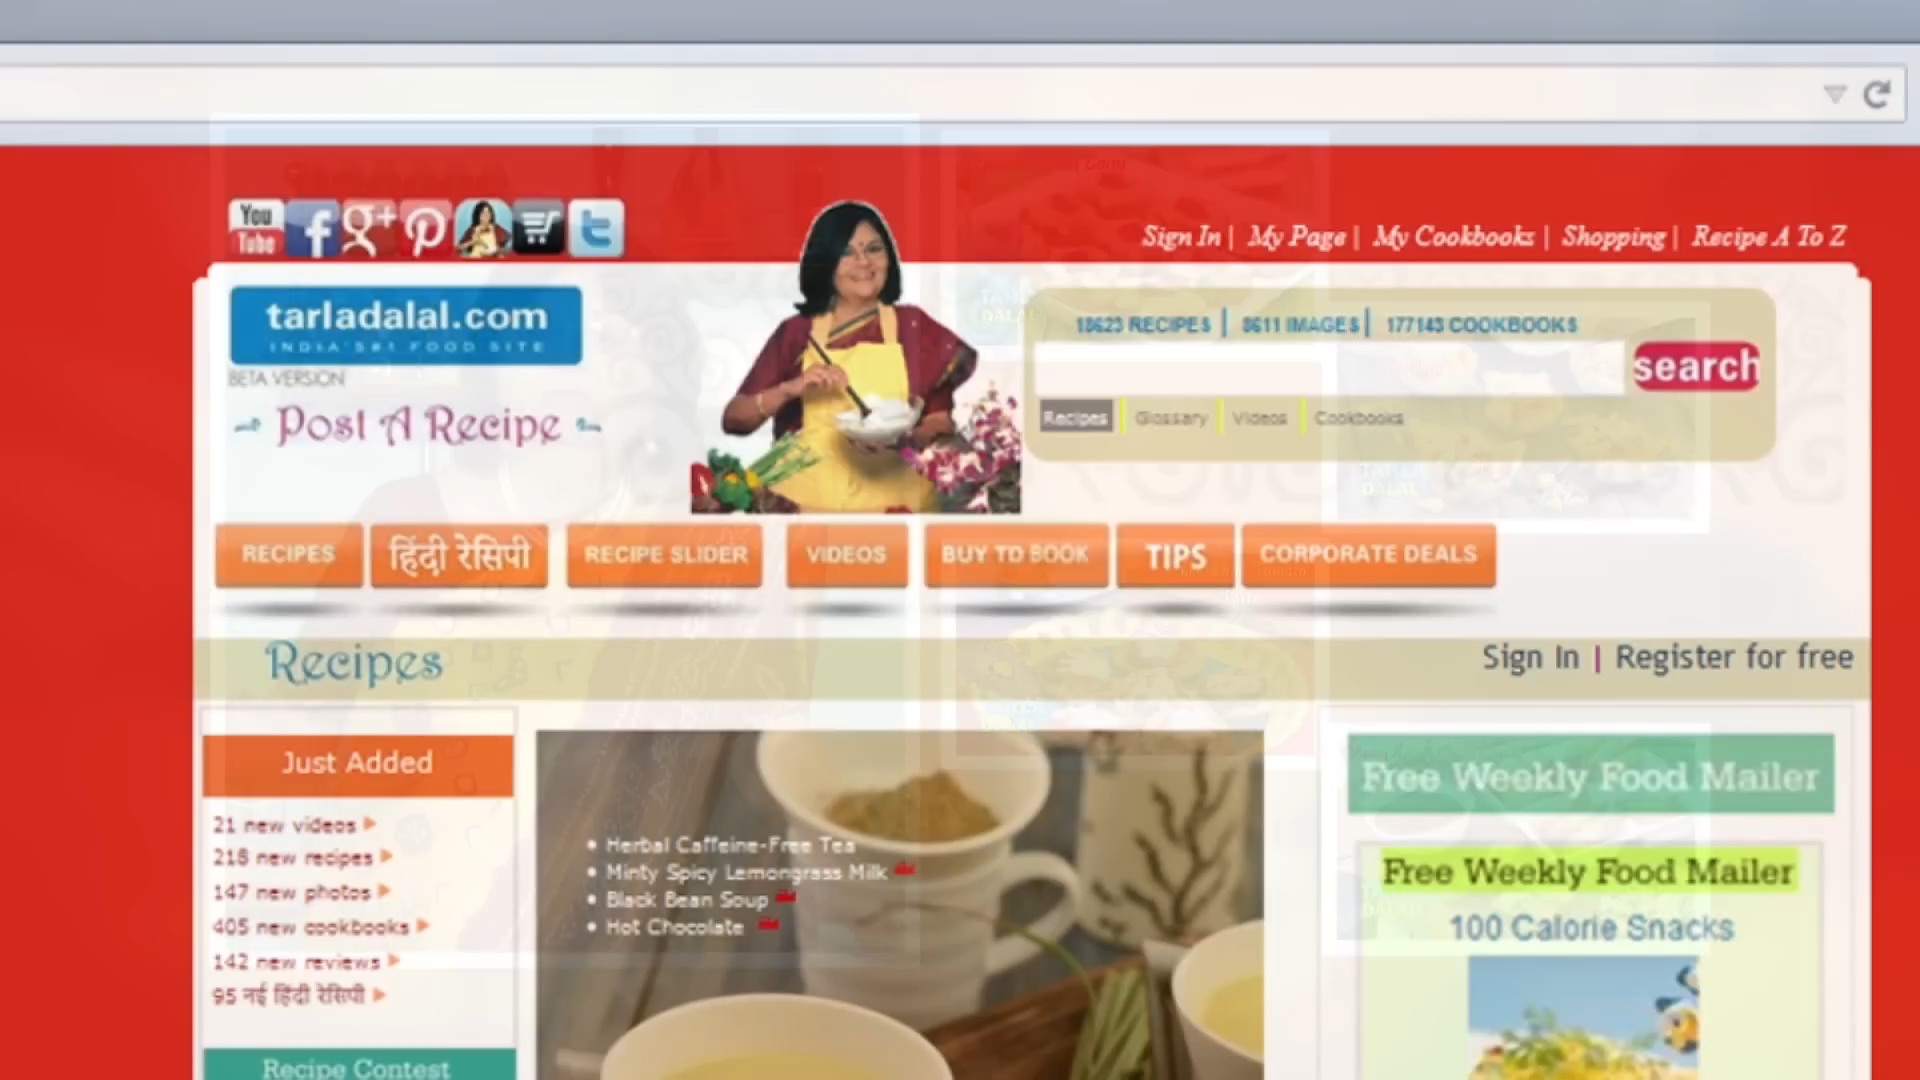 You
Tube
Sign In | My Page | My Cookbooks | Shopping | Recipe A To Z
tarladalal.com
INDIA'S #1 FOOD SITE
BETA VERSION
Post A Recipe
18623 RECIPES | 8611 IMAGES | 177143 COOKBOOKS
search
Recipes | Glossary | Videos | Cookbooks
RECIPES
हिंदी रेसिपी
RECIPE SLIDER
VIDEOS
BUY TO BOOK
TIPS
CORPORATE DEALS
Recipes
Sign In | Register for free
Just Added
21 new videos
218 new recipes
147 new photos
405 new cookbooks
142 new reviews
95 नई हिंदी रेसिपी
Recipe Contest
• Herbal Caffeine-Free Tea
• Minty Spicy Lemongrass Milk
• Black Bean Soup
• Hot Chocolate
Free Weekly Food Mailer
Free Weekly Food Mailer
100 Calorie Snacks